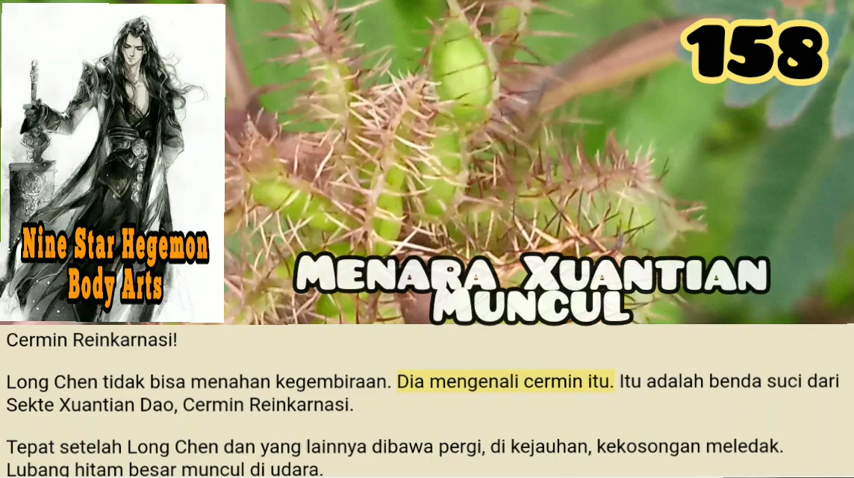 158
Nine Star Hegemon
Body Arts
Menara Xuantian
Muncul
Cermin Reinkarnasi!
Long Chen tidak bisa menahan kegembiraan. Dia mengenali cermin itu. Itu adalah benda suci dari
Sekte Xuantian Dao, Cermin Reinkarnasi.
Tepat setelah Long Chen dan yang lainnya dibawa pergi, di kejauhan, kekosongan meledak.
Lubang hitam besar muncul di udara.